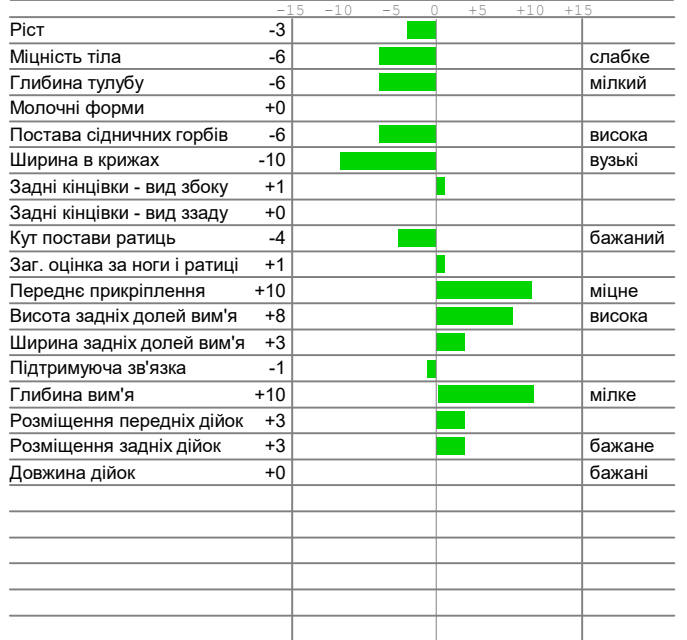 -15 -10 -5 0 +5 +10 +15
Ріст -3
Міцність тіла -6 слабке
Глибина тулубу -6 мілкий
Молочні форми +0
Постава сідничних горбів -6 висока
Ширина в крижах -10 вузькі
Задні кінцівки - вид збоку +1
Задні кінцівки - вид ззаду +0
Кут постави ратиць -4 бажаний
Заг. оцінка за ноги і ратиці +1
Переднє прикріплення +10 міцне
Висота задніх долей вим'я +8 висока
Ширина задніх долей вим'я +3
Підтримуюча зв'язка -1
Глибина вим'я +10 мілке
Розміщення передніх дійок +3
Розміщення задніх дійок +3 бажане
Довжина дійок +0 бажані